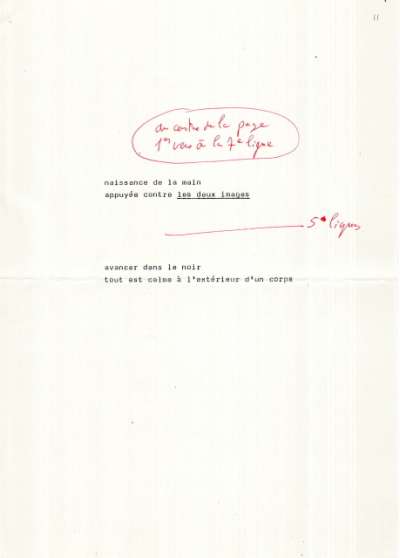 11
au centre de la page
1er vers à la 7e ligne
naissance de la main
appuyée contre les deux images
5 lignes
avancer dans le noir
tout est calme à l'extérieur d'un corps